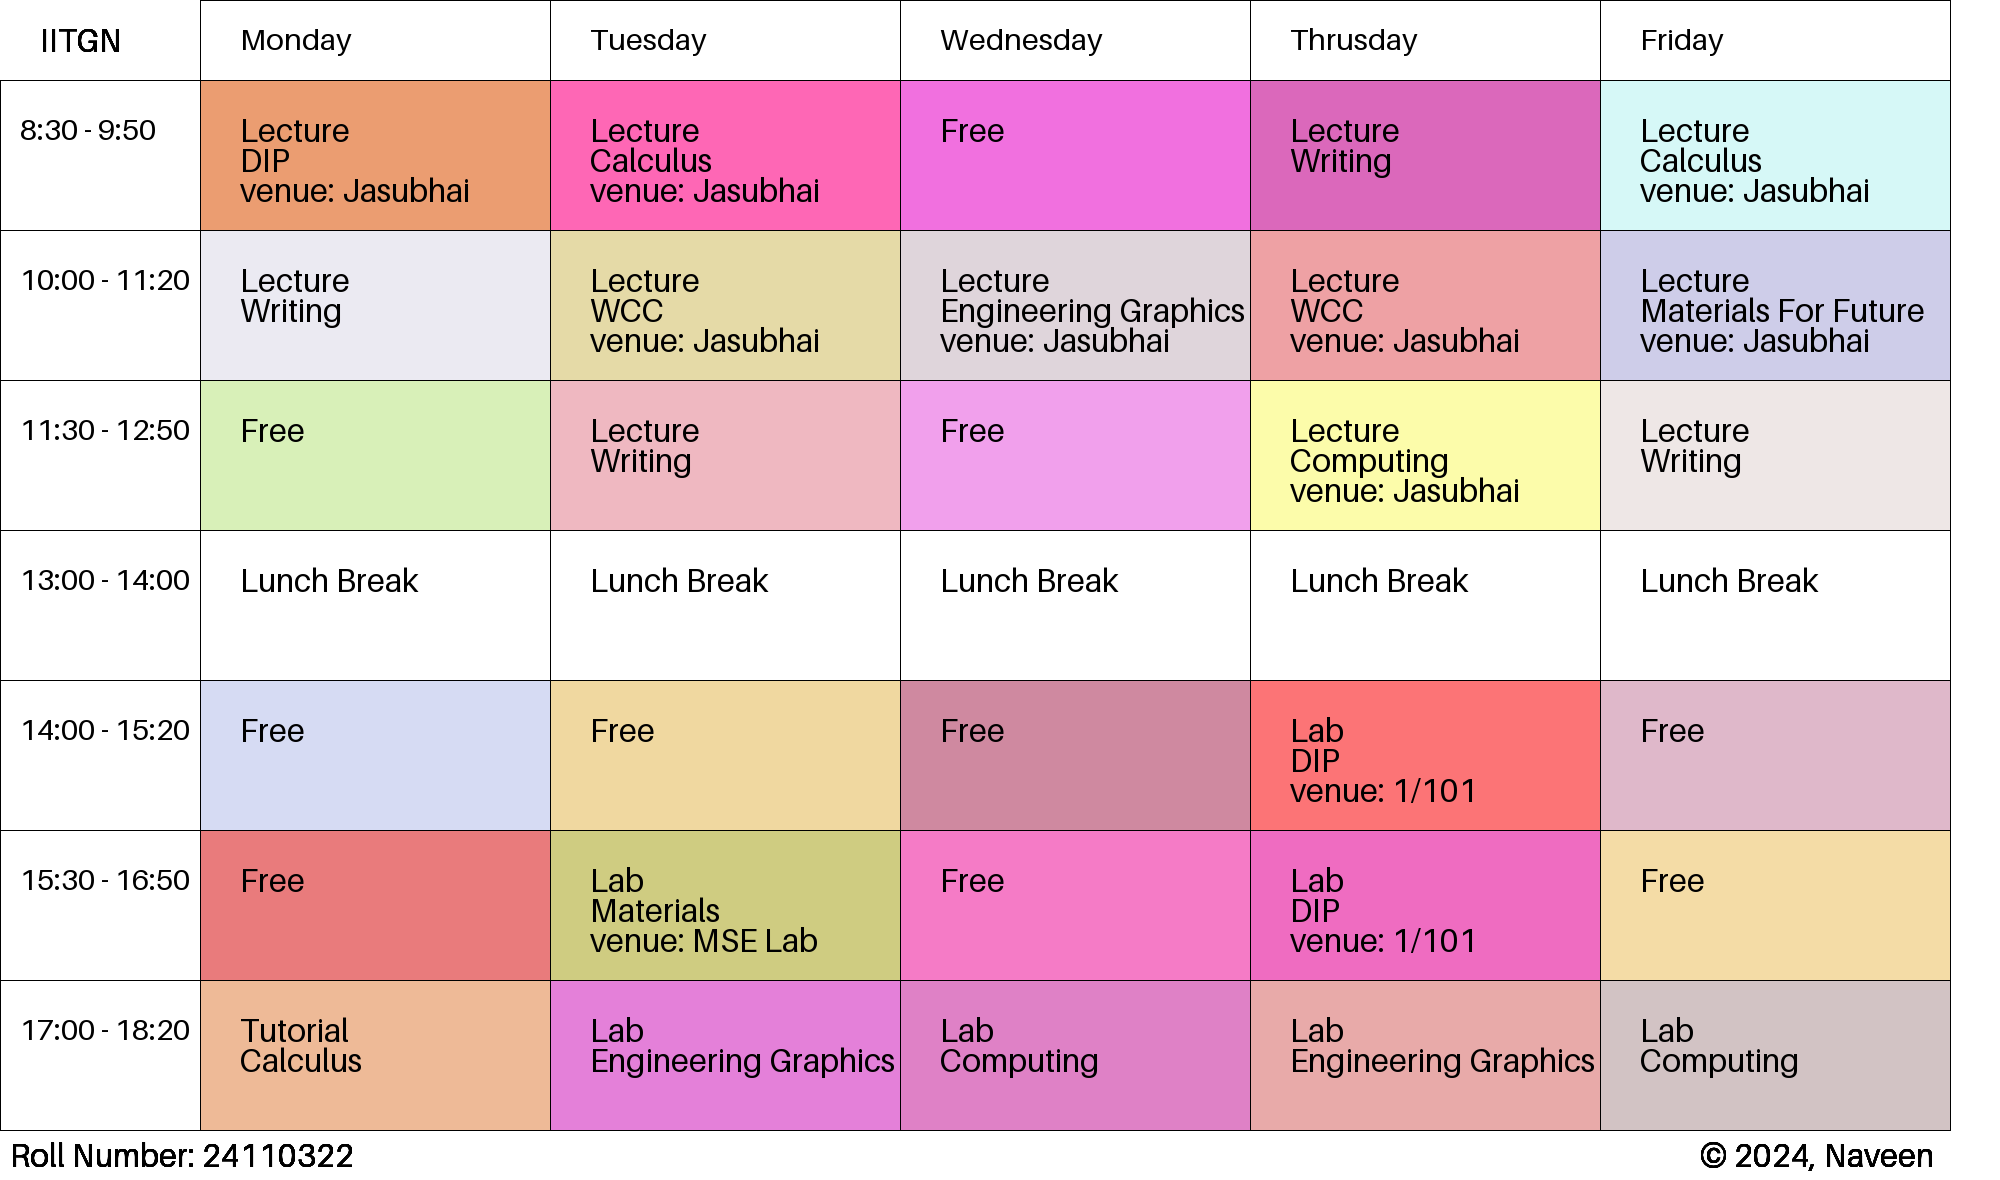 IITGN
Monday
Tuesday
Wednesday
Thrusday
Friday
8:30 - 9:50
Lecture
DIP
venue: Jasubhai
Lecture
Calculus
venue: Jasubhai
Free
Lecture
Writing
Lecture
Calculus
venue: Jasubhai
10:00 - 11:20
Lecture
Writing
Lecture
WCC
venue: Jasubhai
Lecture
Engineering Graphics
venue: Jasubhai
Lecture
WCC
venue: Jasubhai
Lecture
Materials For Future
venue: Jasubhai
11:30 - 12:50
Free
Lecture
Writing
Free
Lecture
Computing
venue: Jasubhai
Lecture
Writing
13:00 - 14:00
Lunch Break
Lunch Break
Lunch Break
Lunch Break
Lunch Break
14:00 - 15:20
Free
Free
Free
Lab
DIP
venue: 1/101
Free
15:30 - 16:50
Free
Lab
Materials
venue: MSE Lab
Free
Lab
DIP
venue: 1/101
Free
17:00 - 18:20
Tutorial
Calculus
Lab
Engineering Graphics
Lab
Computing
Lab
Engineering Graphics
Lab
Computing
Roll Number: 24110322
© 2024, Naveen